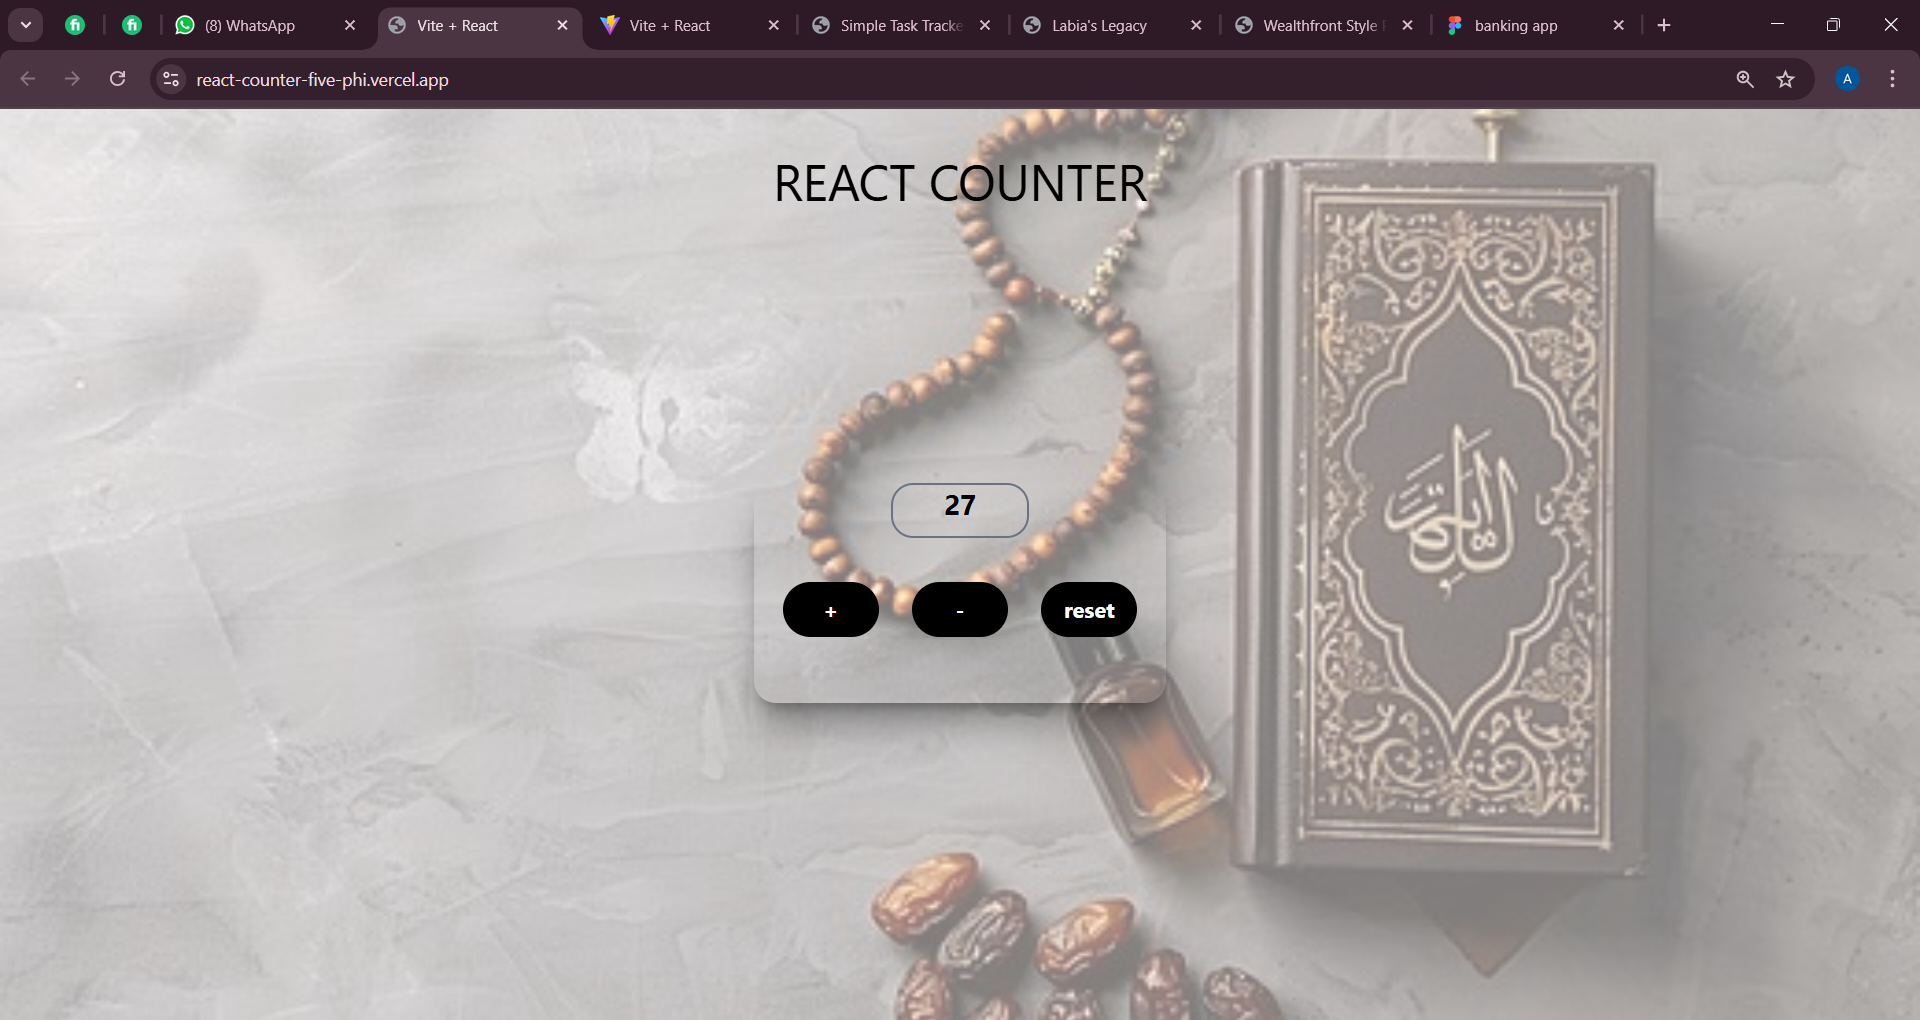 (8) WhatsApp
Vite + React
Vite + React
Simple Task Tracke
Labia's Legacy
Wealthfront Style
banking app
react-counter-five-phi.vercel.app
A
REACT COUNTER
27
+
-
reset